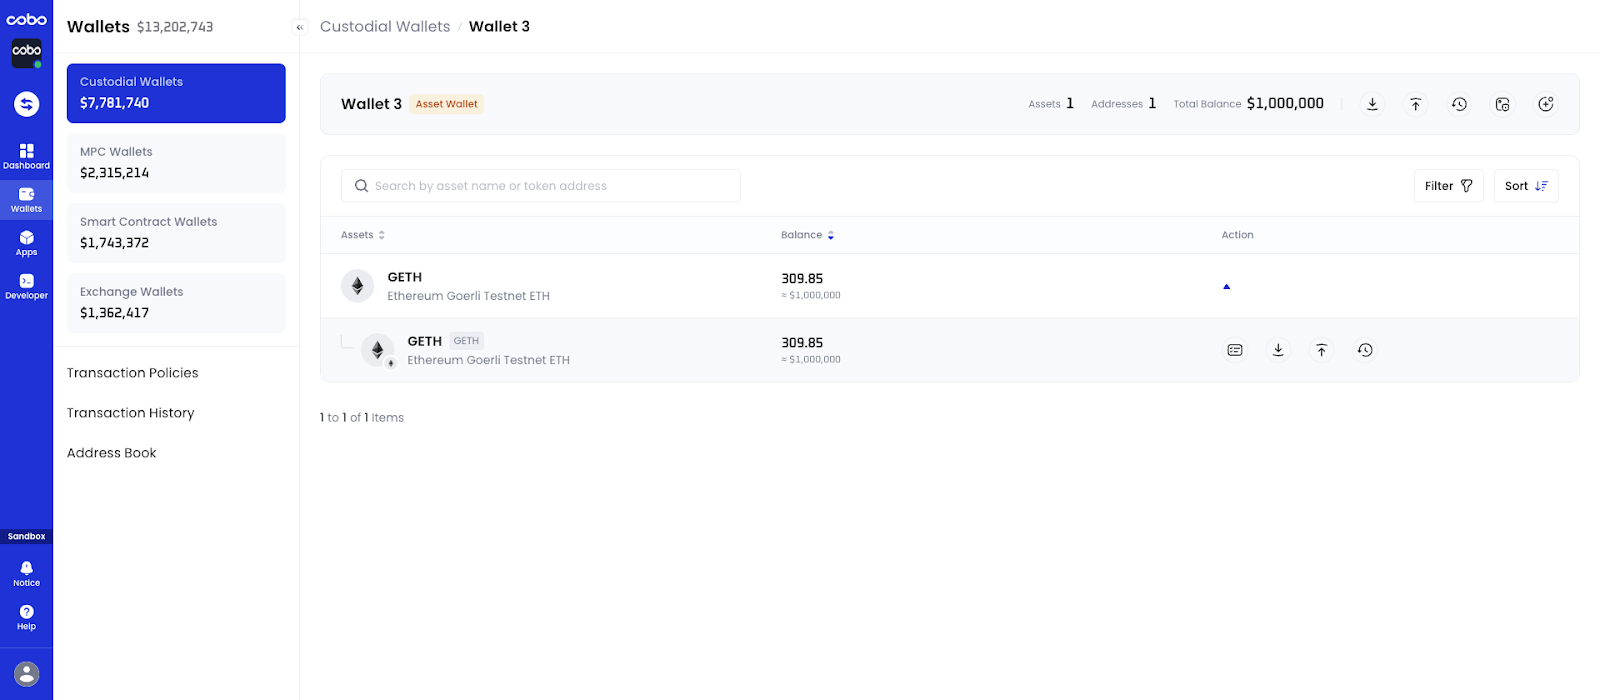 cobo
cobo
Dashboard
Wallets
Apps
Developer
Sandbox
Notice
Help
Wallets $13,202,743
Custodial Wallets
$7,781,740
MPC Wallets
$2,315,214
Smart Contract Wallets
$1,743,372
Exchange Wallets
$1,362,417
Transaction Policies
Transaction History
Address Book
Custodial Wallets / Wallet 3
Wallet 3 Asset Wallet Assets 1 Addresses 1 Total Balance $1,000,000
Search by asset name or token address Filter Sort
Assets Balance Action
GETH 309.85
Ethereum Goerli Testnet ETH ≈ $1,000,000
GETH GETH 309.85
Ethereum Goerli Testnet ETH ≈ $1,000,000
1 to 1 of 1 Items